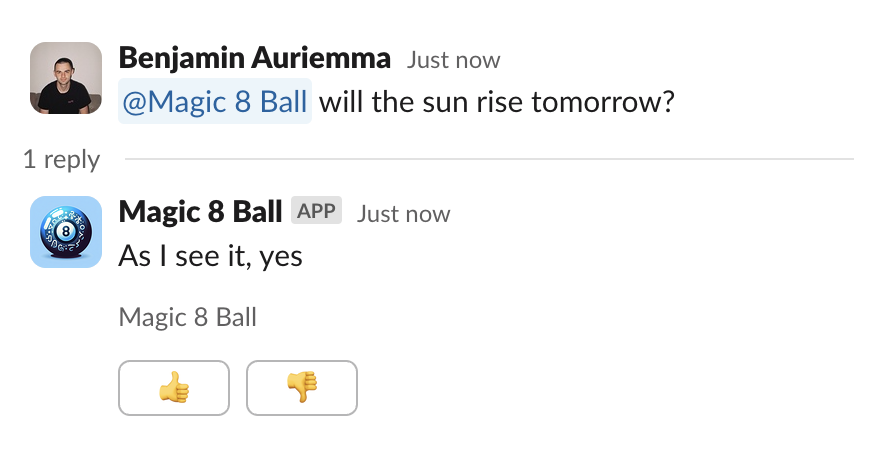 Benjamin Auriemma Just now
@Magic 8 Ball will the sun rise tomorrow?
1 reply
8
Magic 8 Ball APP Just now
As I see it, yes
Magic 8 Ball
👍 👎